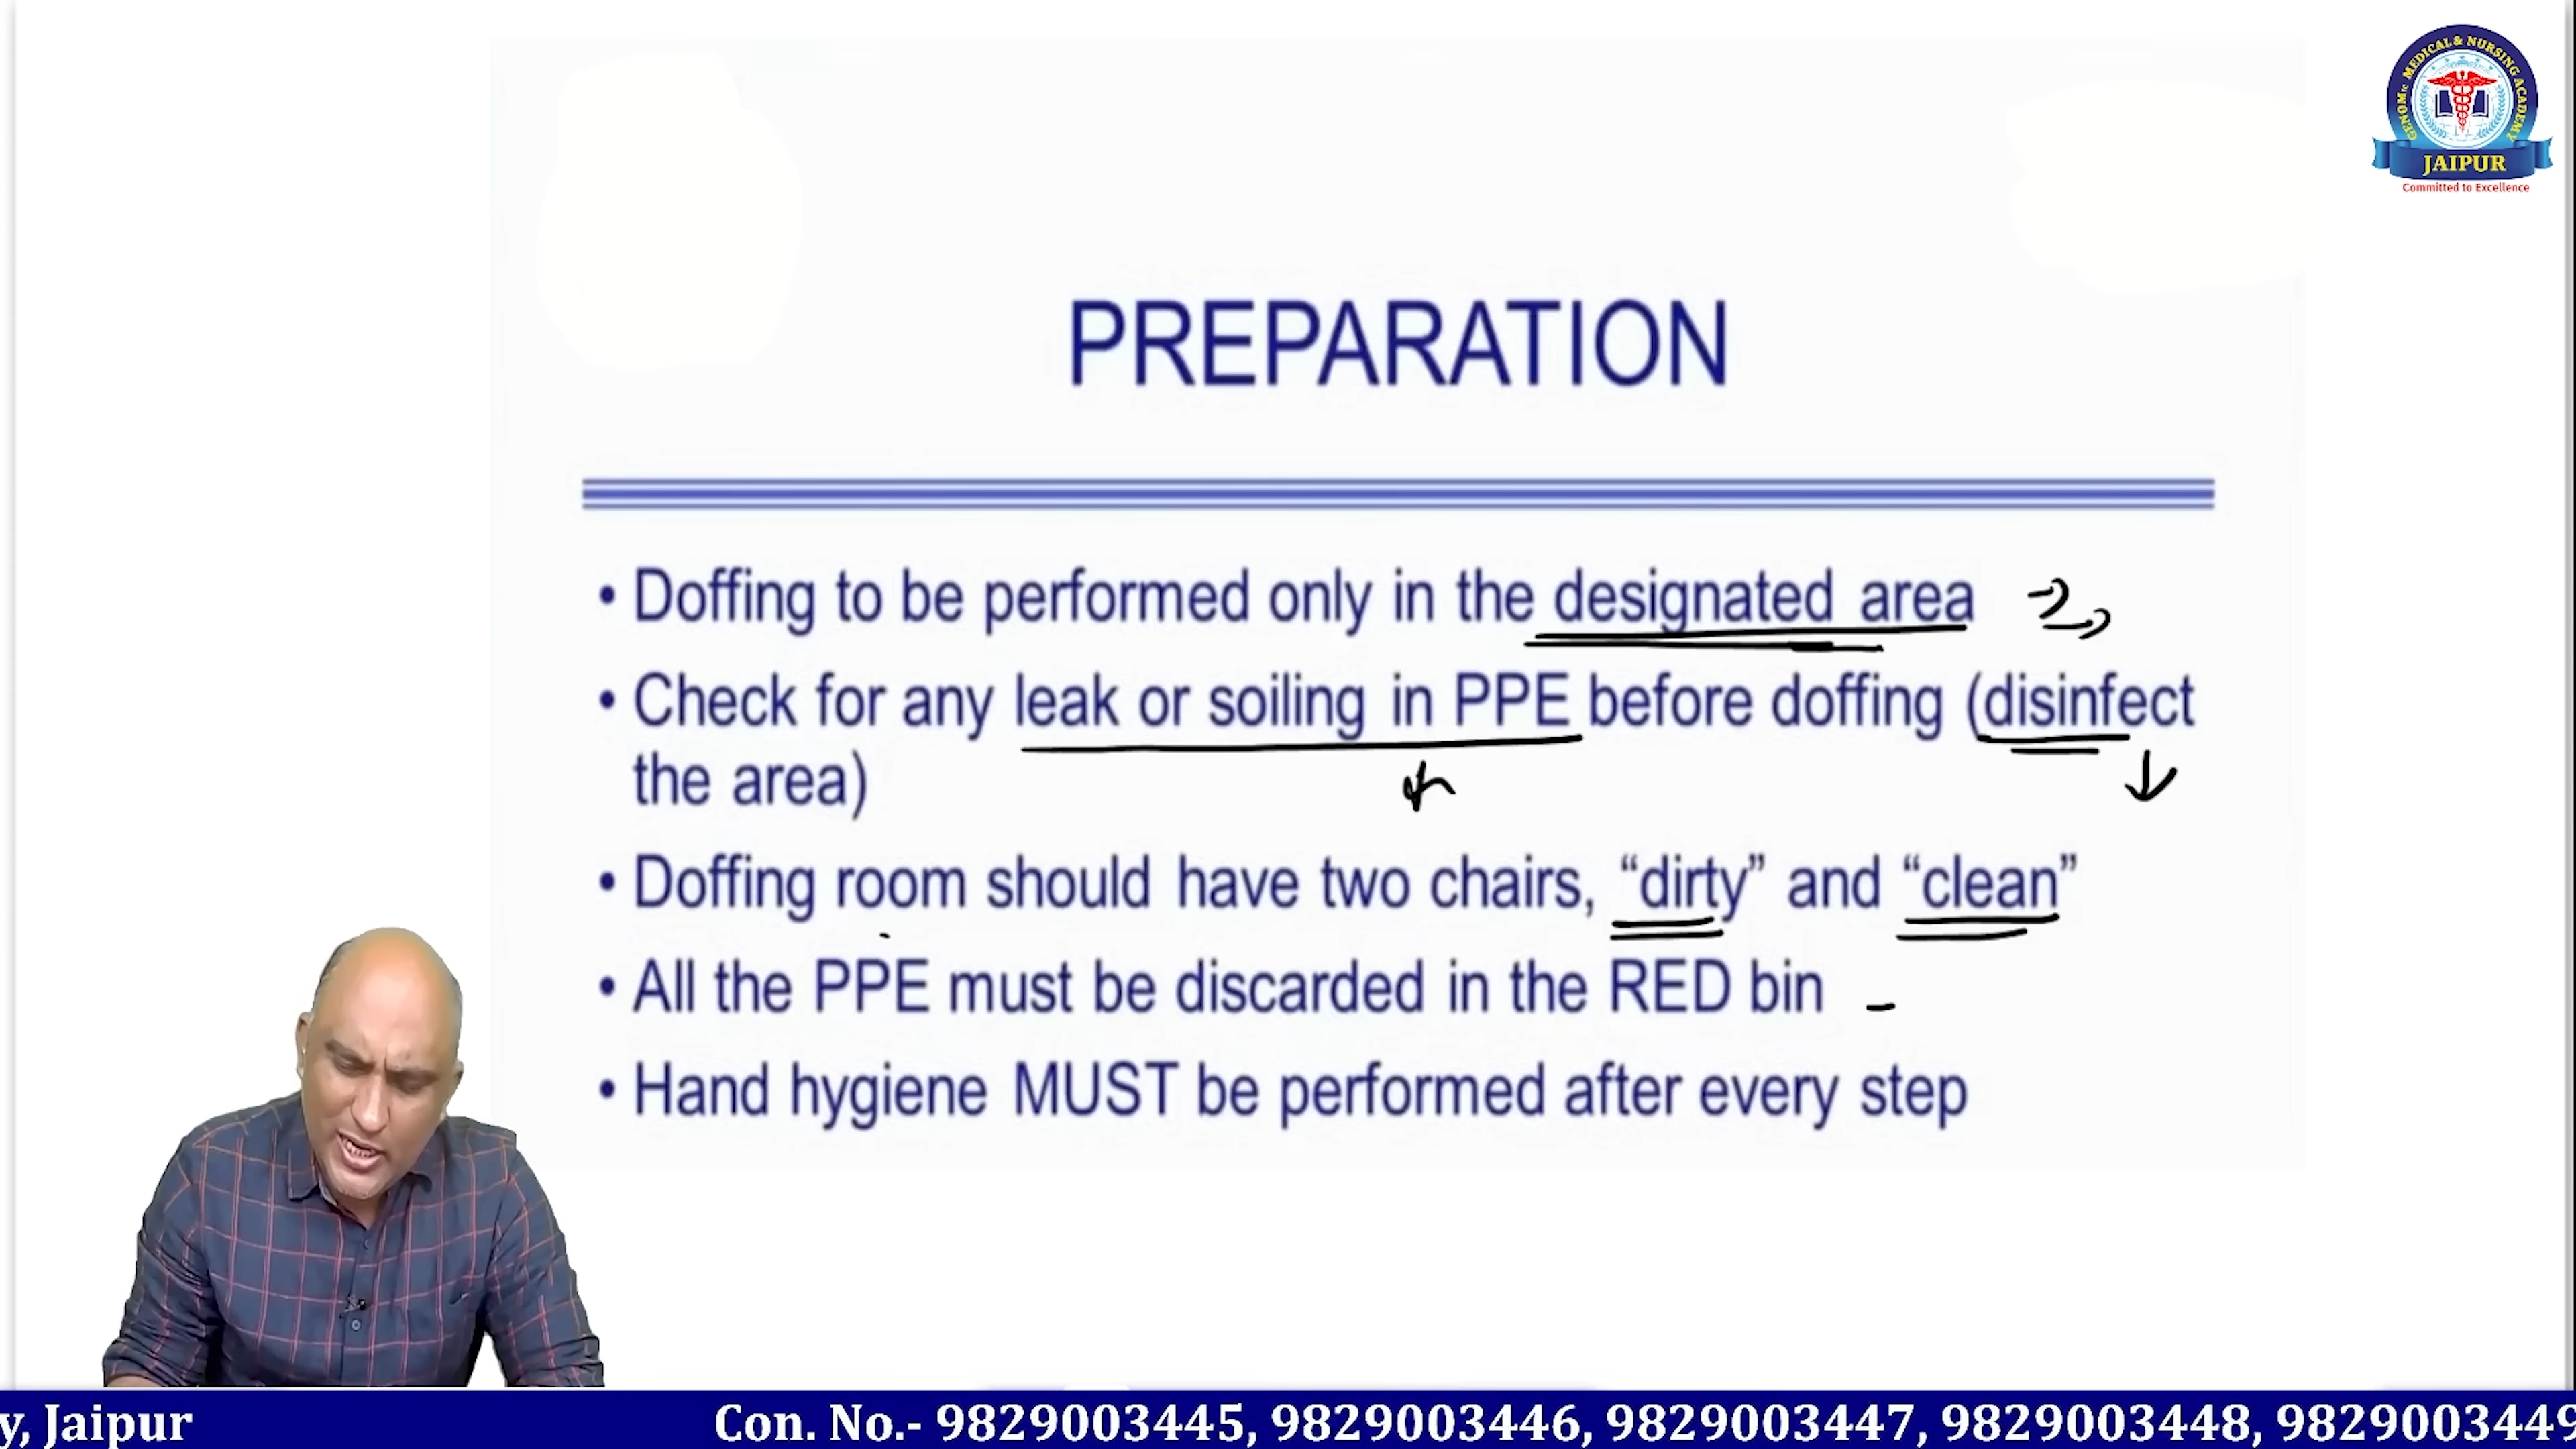 GENOM:: MEDICAL & NURSING ACADEMY
JAIPUR
Committed to Excellence
PREPARATION
• Doffing to be performed only in the designated area
• Check for any leak or soiling in PPE before doffing (disinfect
the area)
• Doffing room should have two chairs, “dirty” and “clean”
• All the PPE must be discarded in the RED bin
• Hand hygiene MUST be performed after every step
y, Jaipur Con. No.- 9829003445, 9829003446, 9829003447, 9829003448, 9829003449